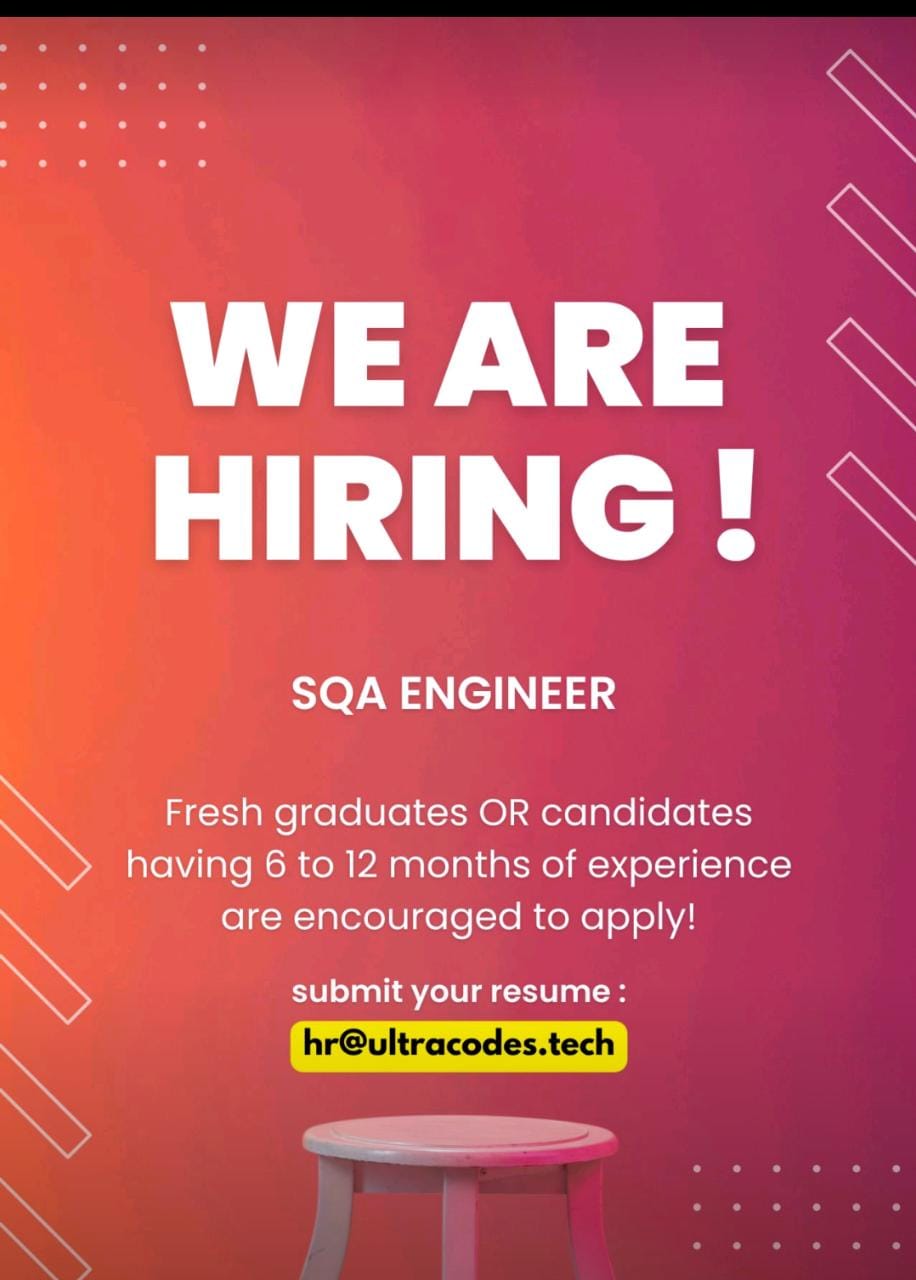 WE ARE
HIRING !
SQA ENGINEER
Fresh graduates OR candidates
having 6 to 12 months of experience
are encouraged to apply!
submit your resume :
hr@ultracodes.tech